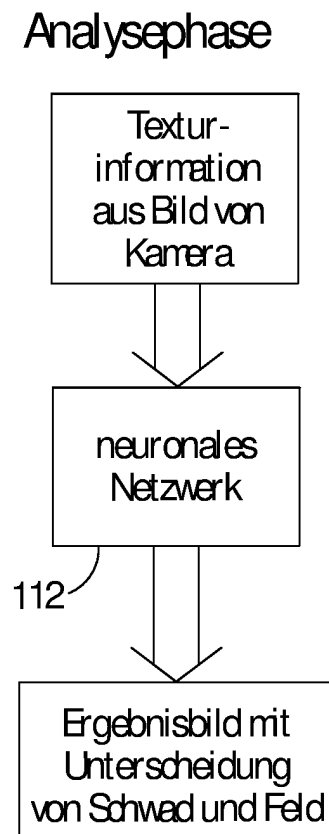 Analysephase
Textur-
information
aus Bild von
Kamera
neuronales
Netzwerk
112
Ergebnisbild mit
Unterscheidung
von Schwad und Feld